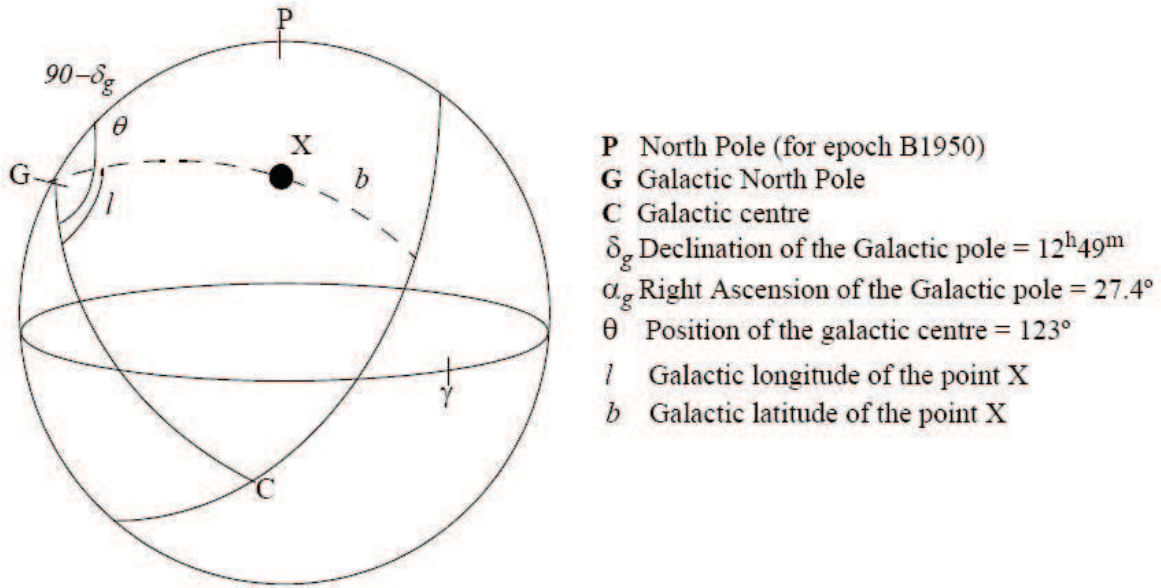 P
90−δg
θ
X
G
b
l
γ
C
P North Pole (for epoch B1950)
G Galactic North Pole
C Galactic centre
δg Declination of the Galactic pole = 12h49m
αg Right Ascension of the Galactic pole = 27.4º
θ Position of the galactic centre = 123º
l Galactic longitude of the point X
b Galactic latitude of the point X